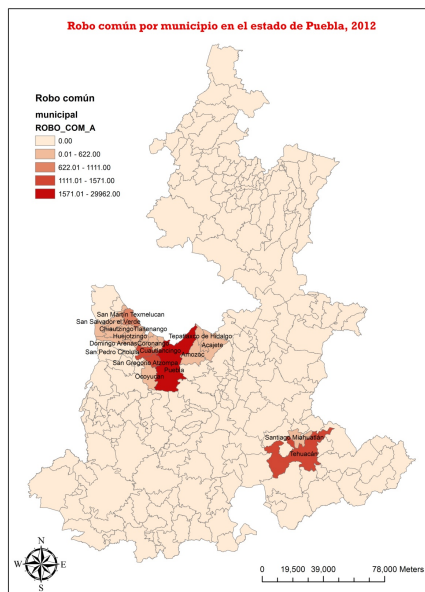 Robo común por municipio en el estado de Puebla, 2012
Robo común
municipal
ROBO_COM_A
0.00
0.01 - 622.00
622.01 - 1111.00
1111.01 - 1571.00
1571.01 - 29962.00
San Martín Texmelucan
San Salvador el Verde
Chiautzingo Tlaltenango
Huejotzingo
Tepatlaxco de Hidalgo
Domingo Arenas Coronango
Acajete
San Pedro Cholula Cuautlancingo
Amozoc
San Gregorio Atzompa
Puebla
Ocoyucan
Santiago Miahuatlán
Tehuacán
N
W E
S
0 19,500 39,000 78,000 Meters